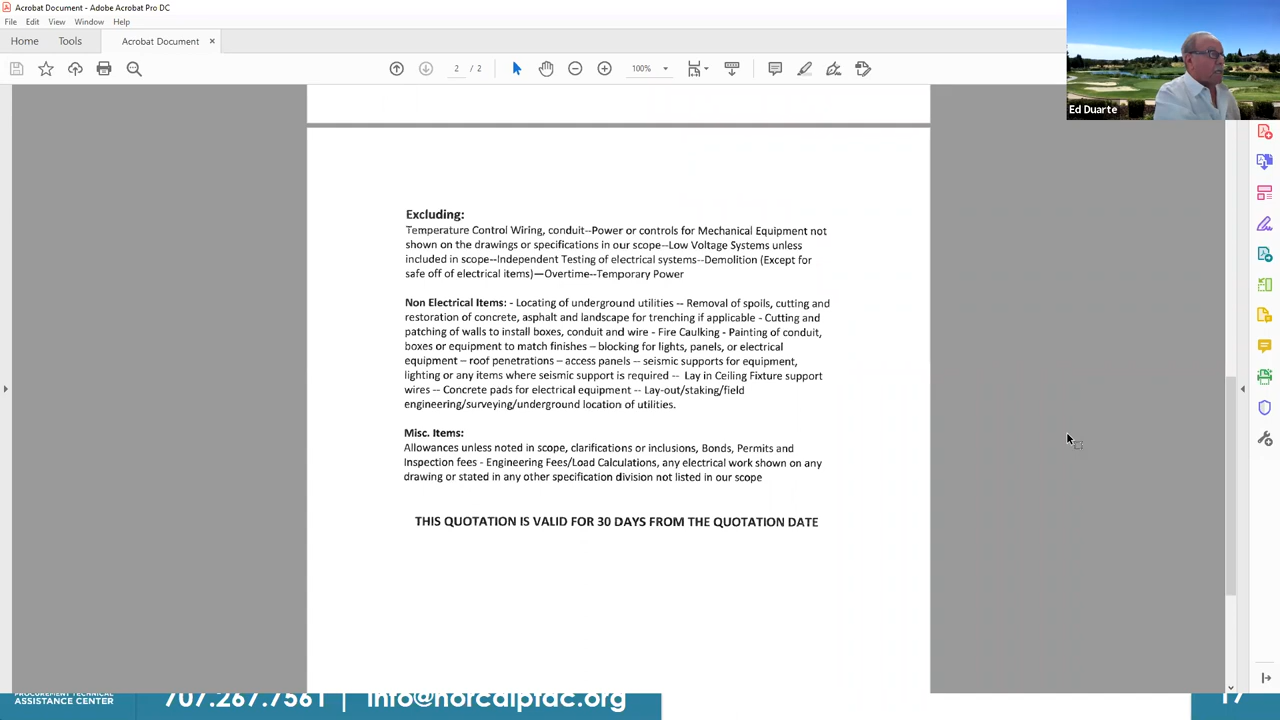 Acrobat Document - Adobe Acrobat Pro DC
File Edit View Window Help
Home Tools Acrobat Document ×
2 / 2 100%
Ed Duarte
Excluding:
Temperature Control Wiring, conduit--Power or controls for Mechanical Equipment not
shown on the drawings or specifications in our scope--Low Voltage Systems unless
included in scope--Independent Testing of electrical systems--Demolition (Except for
safe off of electrical items)—Overtime--Temporary Power
Non Electrical Items: - Locating of underground utilities -- Removal of spoils, cutting and
restoration of concrete, asphalt and landscape for trenching if applicable - Cutting and
patching of walls to install boxes, conduit and wire - Fire Caulking - Painting of conduit,
boxes or equipment to match finishes – blocking for lights, panels, or electrical
equipment – roof penetrations – access panels -- seismic supports for equipment,
lighting or any items where seismic support is required -- Lay in Ceiling Fixture support
wires -- Concrete pads for electrical equipment -- Lay-out/staking/field
engineering/surveying/underground location of utilities.
Misc. Items:
Allowances unless noted in scope, clarifications or inclusions, Bonds, Permits and
Inspection fees - Engineering Fees/Load Calculations, any electrical work shown on any
drawing or stated in any other specification division not listed in our scope
THIS QUOTATION IS VALID FOR 30 DAYS FROM THE QUOTATION DATE
PROCUREMENT TECHNICAL
ASSISTANCE CENTER
707.267.7561 | info@norcalptac.org
17